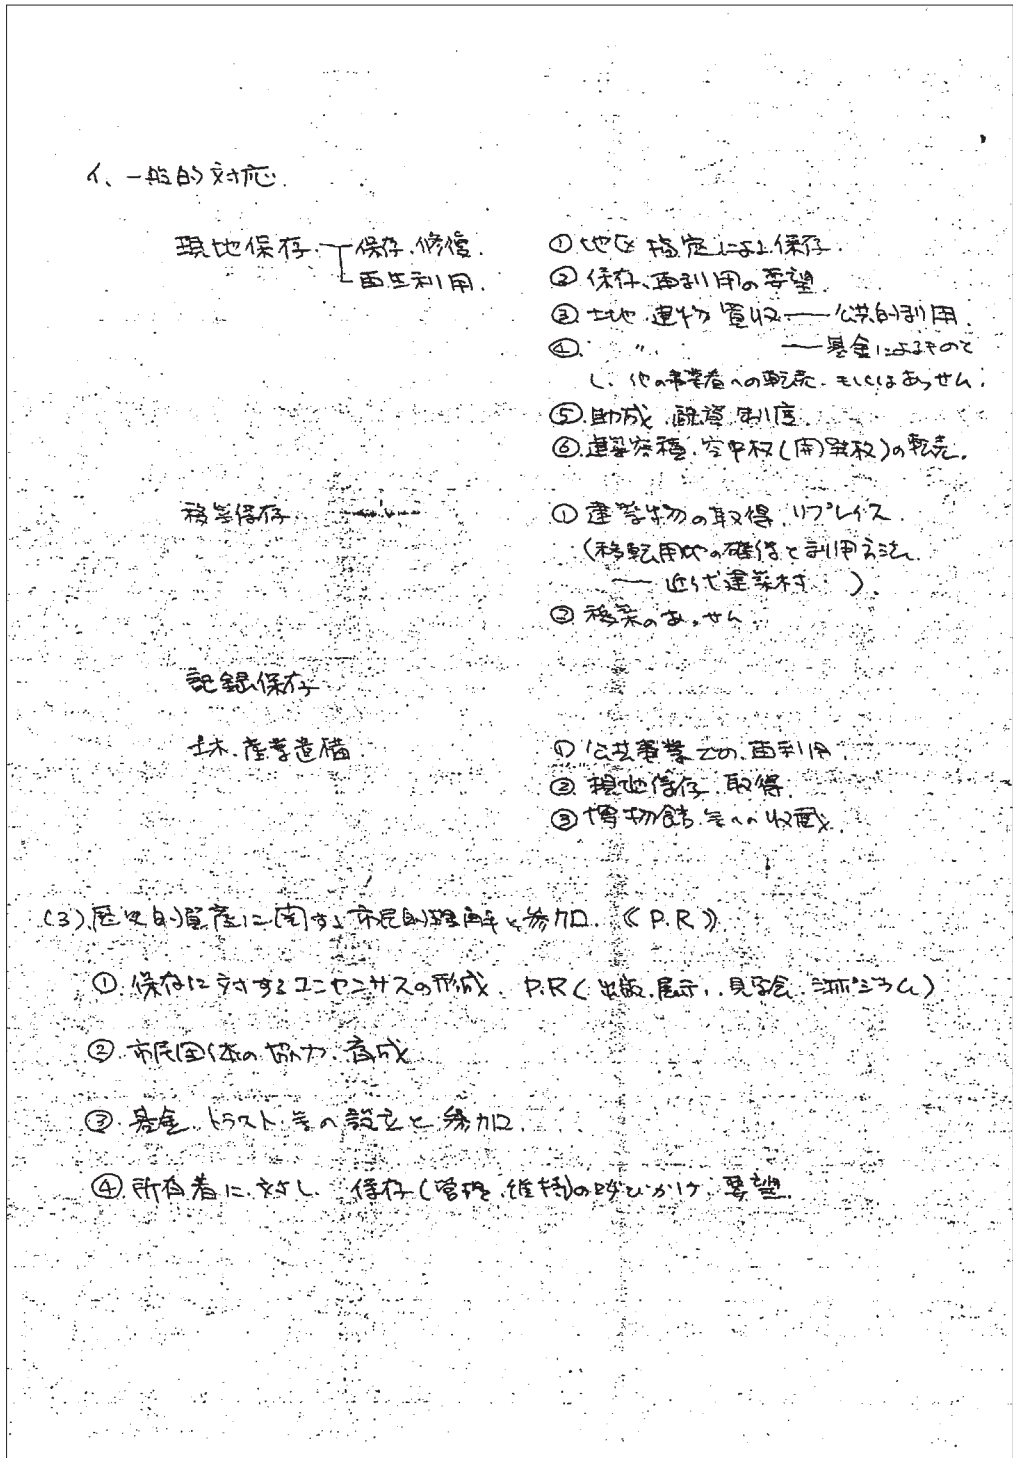 イ、一般的対応
現地保存 保存、修復 ①地区指定による保存
再生利用 ②保存、再利用の要望
③土地、建物買収 ── 公共的利用
④ 〃 ── 基金によるものと
し、他の事業者への転売、もしくはあっせん
⑤助成、融資制度
⑥建築容積、空中权(開発权)の転売
移築保存 ①建築物の取得、リプレイス
(移転用地の確保と利用方法
── 近代建築村 )
②移築のあっせん
記録保存
土木、産業遺構 ①公共事業での再利用
②現地保存、取得
③博物館等への収蔵
(3)歴史的資産に関する市民的理解と参加 《P.R》
①保存に対するコンセンサスの形成、P.R(出版、展示、見学会、シンポジウム)
②市民団体の協力、育成
③基金、トラスト等の設立と参加
④所有者に対し 保存(管理、維持)の呼びかけ、要望